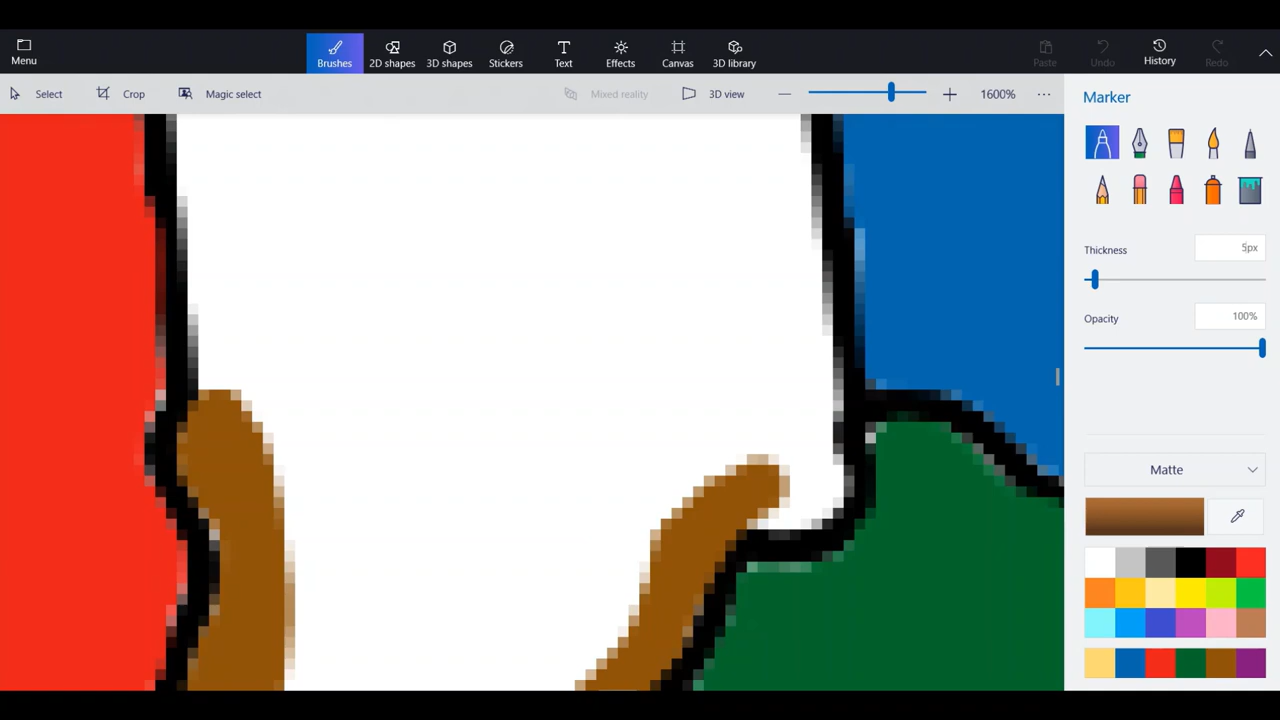 Menu
Brushes
2D shapes
3D shapes
Stickers
Text
Effects
Canvas
3D library
Paste
Undo
History
Redo
Select
Crop
Magic select
Mixed reality
3D view
1600%
Marker
Thickness
5px
Opacity
100%
Matte